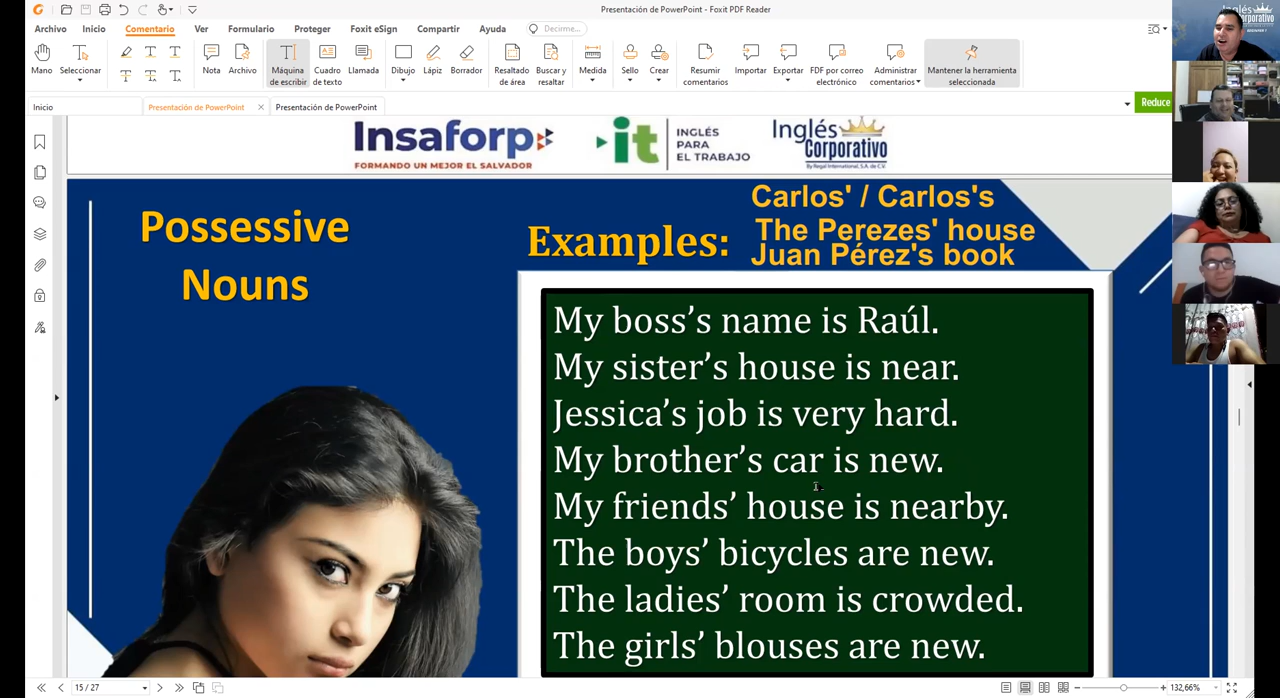 Presentación de PowerPoint - Foxit PDF Reader
Decirme...
Archivo Inicio Comentario Ver Formulario Proteger Foxit eSign Compartir Ayuda
Mano Seleccionar Nota Archivo Máquina de escribir Cuadro de texto Llamada Dibujo Lápiz Borrador Resaltado de área Buscar y resaltar Medida Sello Crear Resumir comentarios Importar Exportar FDF por correo electrónico Administrar comentarios Mantener la herramienta seleccionada
Inicio Presentación de PowerPoint Presentación de PowerPoint Reduce
Insaforp
FORMANDO UN MEJOR EL SALVADOR
it
INGLÉS
PARA
EL TRABAJO
Inglés
Corporativo
By Regal International, S.A. de C.V.
Possessive
Nouns
Examples:
Carlos' / Carlos's
The Perezes' house
Juan Pérez's book
My boss’s name is Raúl.
My sister’s house is near.
Jessica’s job is very hard.
My brother’s car is new.
My friends’ house is nearby.
The boys’ bicycles are new.
The ladies’ room is crowded.
The girls’ blouses are new.
15 / 27
132,66%